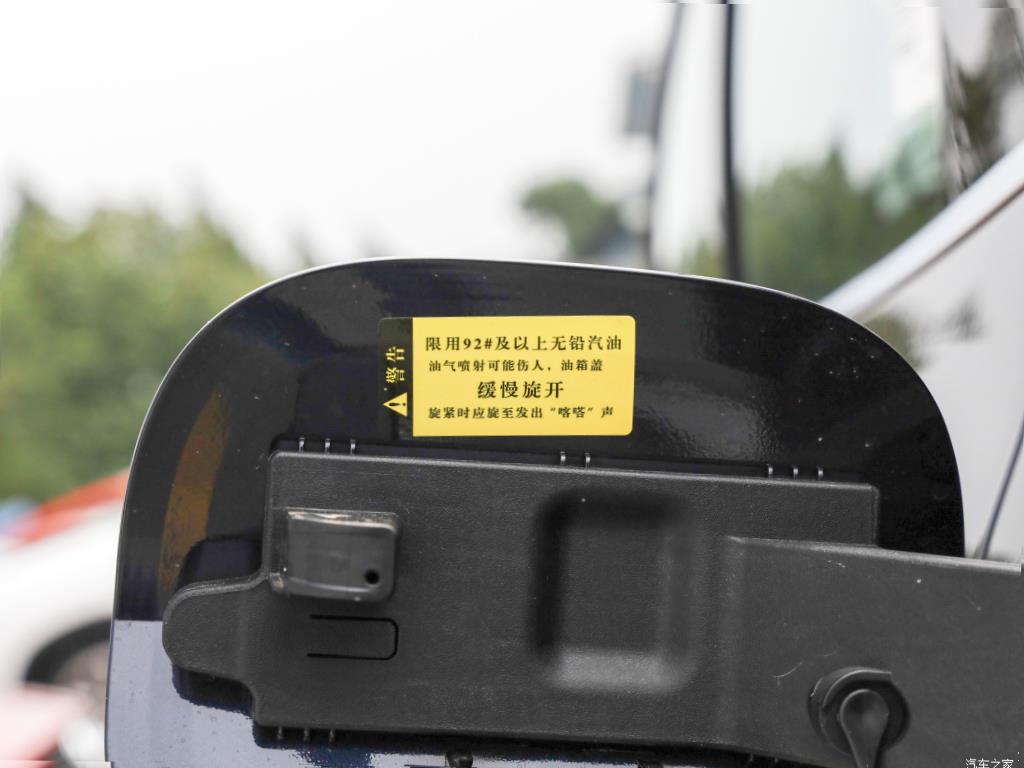 警告
限用92#及以上无铅汽油
油气喷射可能伤人，油箱盖
缓慢旋开
旋紧时应旋至发出“喀嗒”声
汽车之家